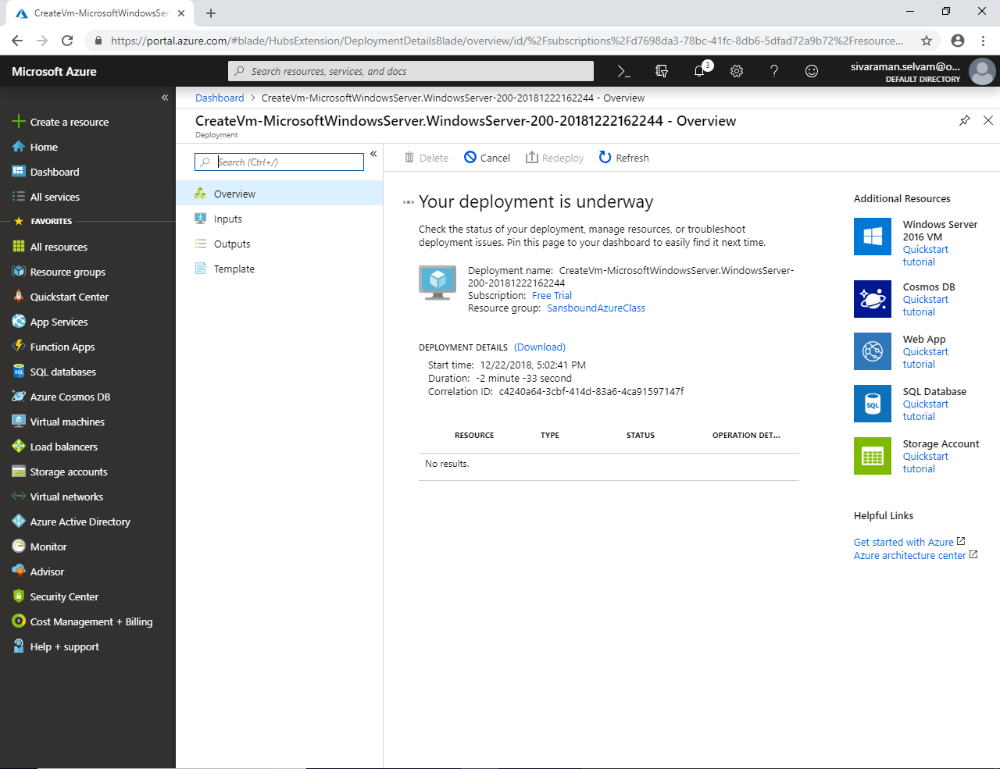 CreateVm-MicrosoftWindowsSer
https://portal.azure.com/#blade/HubsExtension/DeploymentDetailsBlade/overview/id/%2Fsubscriptions%2Fd7698da3-78bc-41fc-8db6-5dfad72a9b72%2Fresource...
Microsoft Azure
Search resources, services, and docs
3
sivaraman.selvam@o...
DEFAULT DIRECTORY
Dashboard > CreateVm-MicrosoftWindowsServer.WindowsServer-200-20181222162244 - Overview
CreateVm-MicrosoftWindowsServer.WindowsServer-200-20181222162244 - Overview
Deployment
Create a resource
Home
Dashboard
All services
FAVORITES
All resources
Resource groups
Quickstart Center
App Services
Function Apps
SQL databases
Azure Cosmos DB
Virtual machines
Load balancers
Storage accounts
Virtual networks
Azure Active Directory
Monitor
Advisor
Security Center
Cost Management + Billing
Help + support
Search (Ctrl+/)
Overview
Inputs
Outputs
Template
Delete Cancel Redeploy Refresh
Your deployment is underway
Check the status of your deployment, manage resources, or troubleshoot
deployment issues. Pin this page to your dashboard to easily find it next time.
Deployment name: CreateVm-MicrosoftWindowsServer.WindowsServer-
200-20181222162244
Subscription: Free Trial
Resource group: SansboundAzureClass
DEPLOYMENT DETAILS (Download)
Start time: 12/22/2018, 5:02:41 PM
Duration: -2 minute -33 second
Correlation ID: c4240a64-3cbf-414d-83a6-4ca91597147f
RESOURCE TYPE STATUS OPERATION DET...
No results.
Additional Resources
Windows Server
2016 VM
Quickstart
tutorial
Cosmos DB
Quickstart
tutorial
Web App
Quickstart
tutorial
SQL
SQL Database
Quickstart
tutorial
Storage Account
Quickstart
tutorial
Helpful Links
Get started with Azure
Azure architecture center